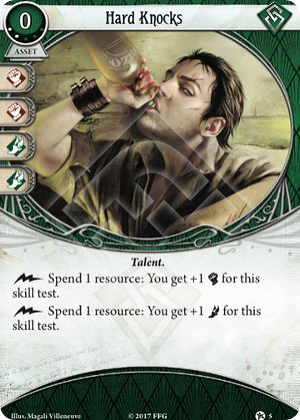 0
Hard Knocks
ASSET
Talent.
Spend 1 resource: You get +1 for this
skill test.
Spend 1 resource: You get +1 for this
skill test.
Illus. Magali Villeneuve
© 2017 FFG
5